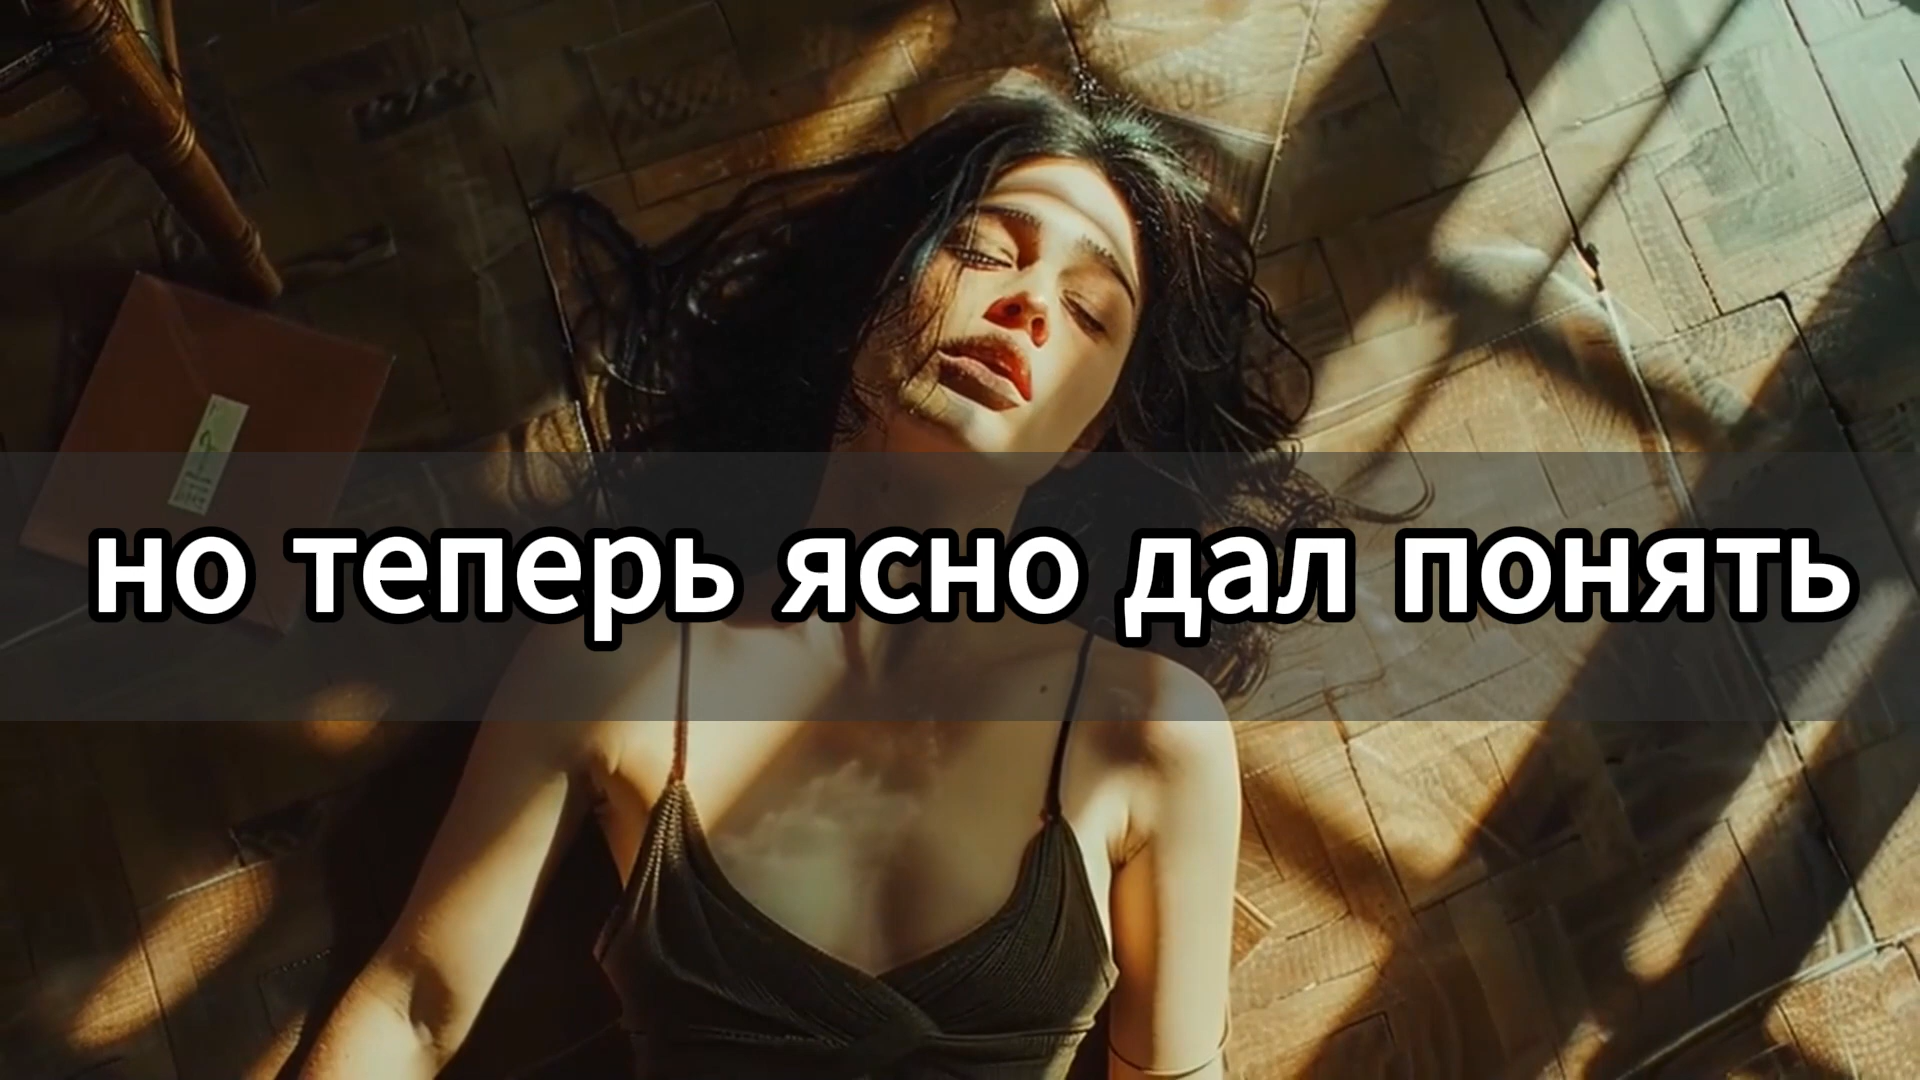 но теперь ясно дал понять